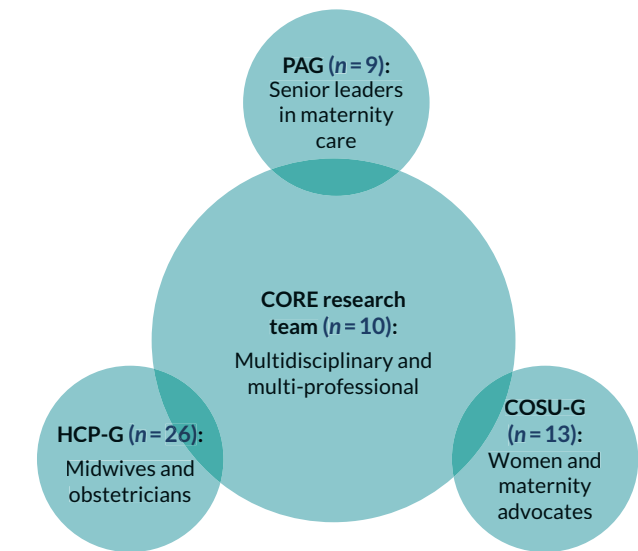 PAG (n = 9):
Senior leaders
in maternity
care
CORE research
team (n = 10):
Multidisciplinary and
multi-professional
HCP-G (n = 26):
Midwives and
obstetricians
COSU-G
(n = 13):
Women and
maternity
advocates